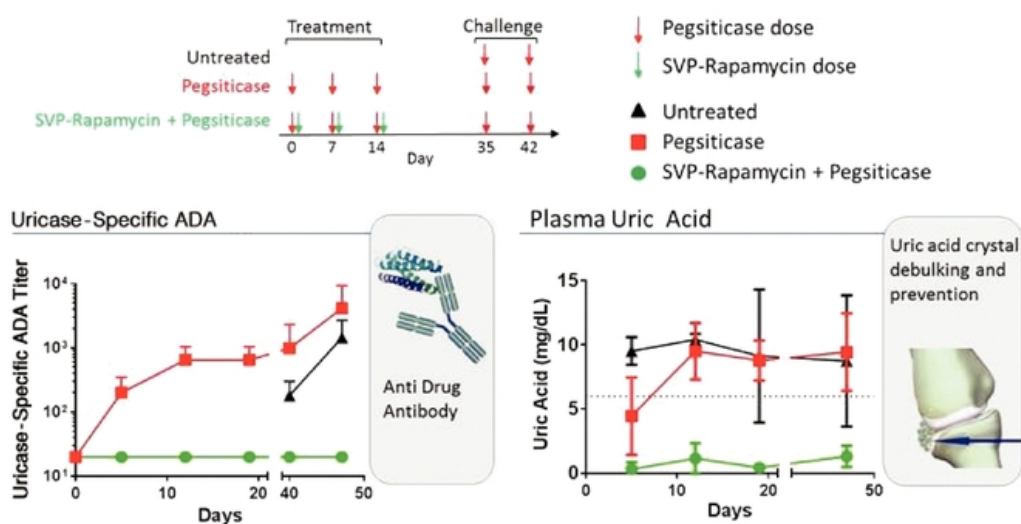 Treatment
Challenge
Untreated
Pegsiticase
SVP-Rapamycin + Pegsiticase
0 7 14 35 42
Day
Pegsiticase dose
SVP-Rapamycin dose
Untreated
Pegsiticase
SVP-Rapamycin + Pegsiticase
Uricase-Specific ADA
Uricase-Specific ADA Titer
10⁴
10³
10²
10¹
0 10 20 40 50
Days
Anti Drug
Antibody
Plasma Uric Acid
Uric Acid (mg/dL)
15
10
5
0
0 10 20 50
Days
Uric acid crystal
debulking and
prevention